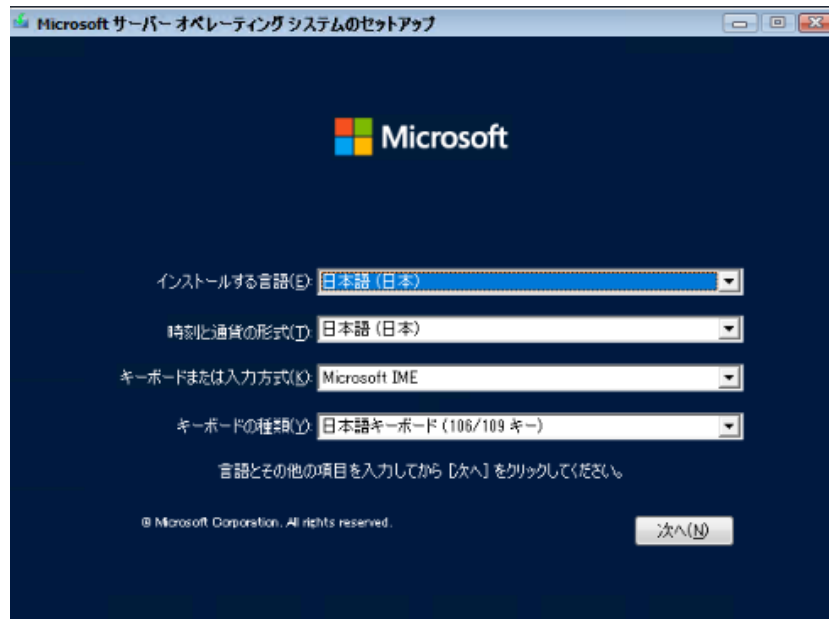 Microsoft サーバー オペレーティング システムのセットアップ
Microsoft
インストールする言語(E): 日本語 (日本)
時刻と通貨の形式(T): 日本語 (日本)
キーボードまたは入力方式(K): Microsoft IME
キーボードの種類(Y): 日本語キーボード (106/109 キー)
言語とその他の項目を入力してから [次へ] をクリックしてください。
© Microsoft Corporation. All rights reserved.
次へ(N)